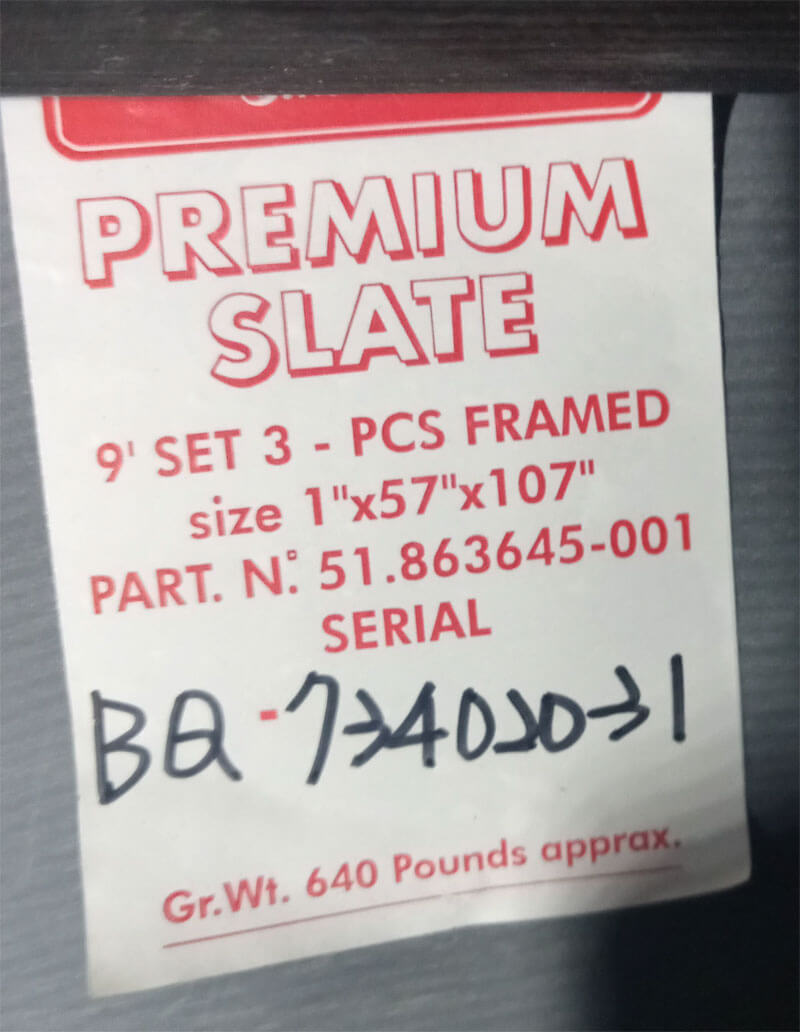 PREMIUM
SLATE
9' SET 3 - PCS FRAMED
size 1"x57"x107"
PART. N.º 51.863645-001
SERIAL
BQ - 73402031
Gr.Wt. 640 Pounds apprax.